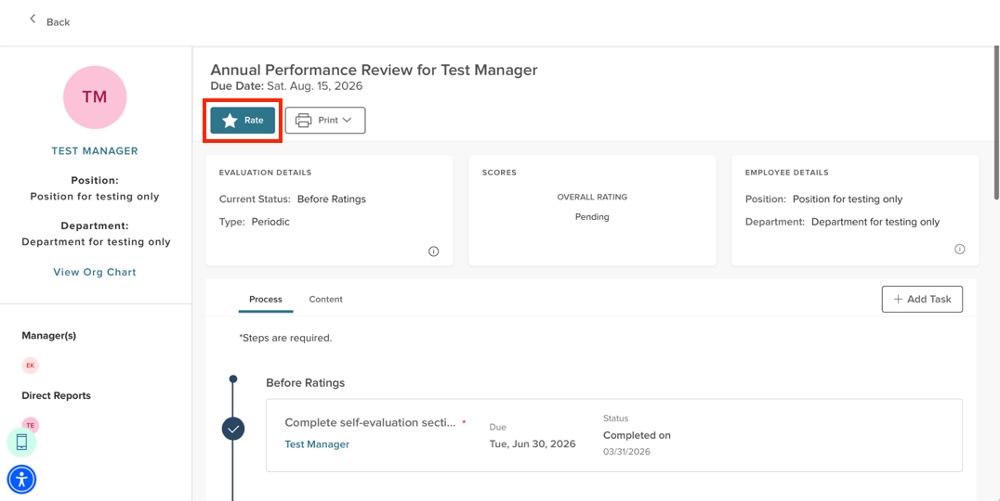 Back
TM
TEST MANAGER
Position:
Position for testing only
Department:
Department for testing only
View Org Chart
Manager(s)
EK
Direct Reports
TE
Annual Performance Review for Test Manager
Due Date: Sat. Aug. 15, 2026
Rate
Print
EVALUATION DETAILS
Current Status: Before Ratings
Type: Periodic
SCORES
OVERALL RATING
Pending
EMPLOYEE DETAILS
Position: Position for testing only
Department: Department for testing only
Process
Content
+ Add Task
*Steps are required.
Before Ratings
Complete self-evaluation secti... *
Test Manager
Due
Tue, Jun 30, 2026
Status
Completed on
03/31/2026